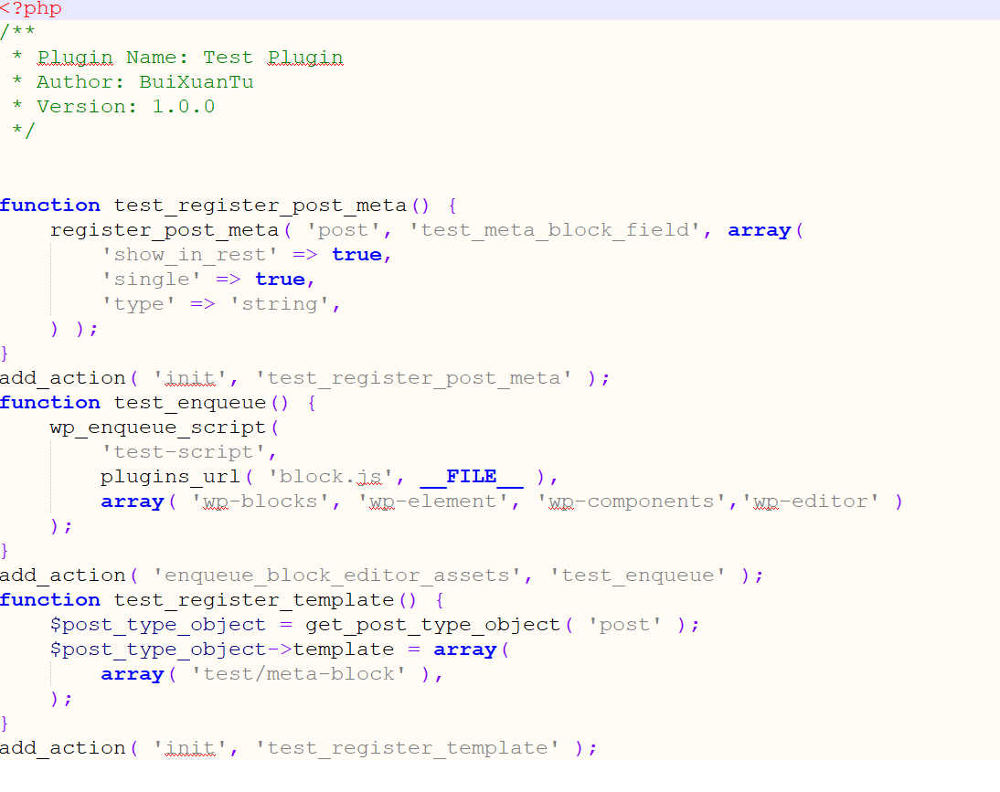 <?php
/**
 * Plugin Name: Test Plugin
 * Author: BuiXuanTu
 * Version: 1.0.0
 */
function test_register_post_meta() {
    register_post_meta( 'post', 'test_meta_block_field', array(
        'show_in_rest' => true,
        'single' => true,
        'type' => 'string',
    ) );
}
add_action( 'init', 'test_register_post_meta' );
function test_enqueue() {
    wp_enqueue_script(
        'test-script',
        plugins_url( 'block.js', __FILE__ ),
        array( 'wp-blocks', 'wp-element', 'wp-components','wp-editor' )
    );
}
add_action( 'enqueue_block_editor_assets', 'test_enqueue' );
function test_register_template() {
    $post_type_object = get_post_type_object( 'post' );
    $post_type_object->template = array(
        array( 'test/meta-block' ),
    );
}
add_action( 'init', 'test_register_template' );